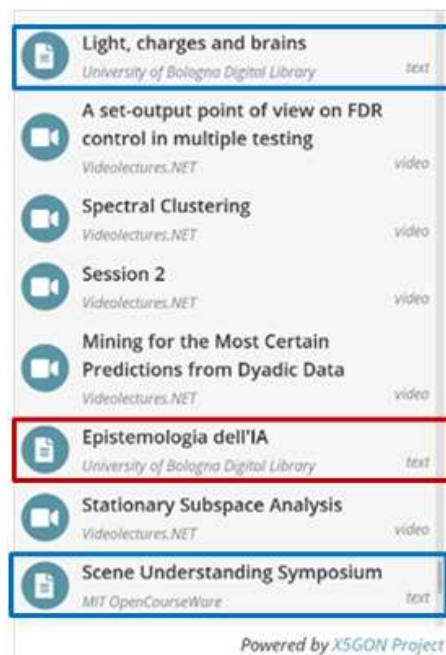 Light, charges and brains
University of Bologna Digital Library
text
A set-output point of view on FDR
control in multiple testing
Videolectures.NET
video
Spectral Clustering
Videolectures.NET
video
Session 2
Videolectures.NET
video
Mining for the Most Certain
Predictions from Dyadic Data
Videolectures.NET
video
Epistemologia dell'IA
University of Bologna Digital Library
text
Stationary Subspace Analysis
Videolectures.NET
video
Scene Understanding Symposium
MIT OpenCourseWare
text
Powered by X5GON Project